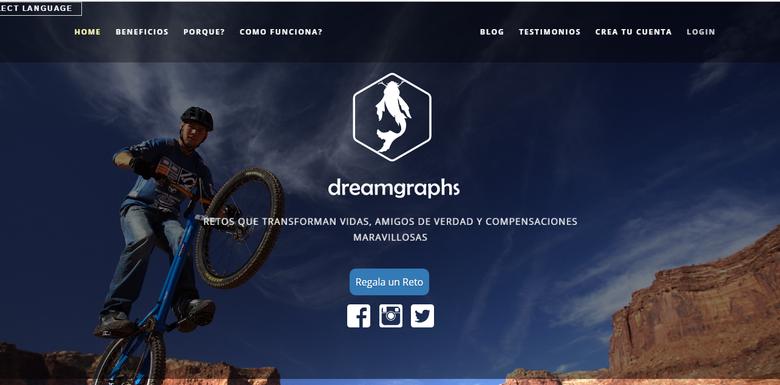 ECT LANGUAGE
HOME BENEFICIOS PORQUE? COMO FUNCIONA? BLOG TESTIMONIOS CREA TU CUENTA LOGIN
dreamgraphs
RETOS QUE TRANSFORMAN VIDAS, AMIGOS DE VERDAD Y COMPENSACIONES
MARAVILLOSAS
Regala un Reto